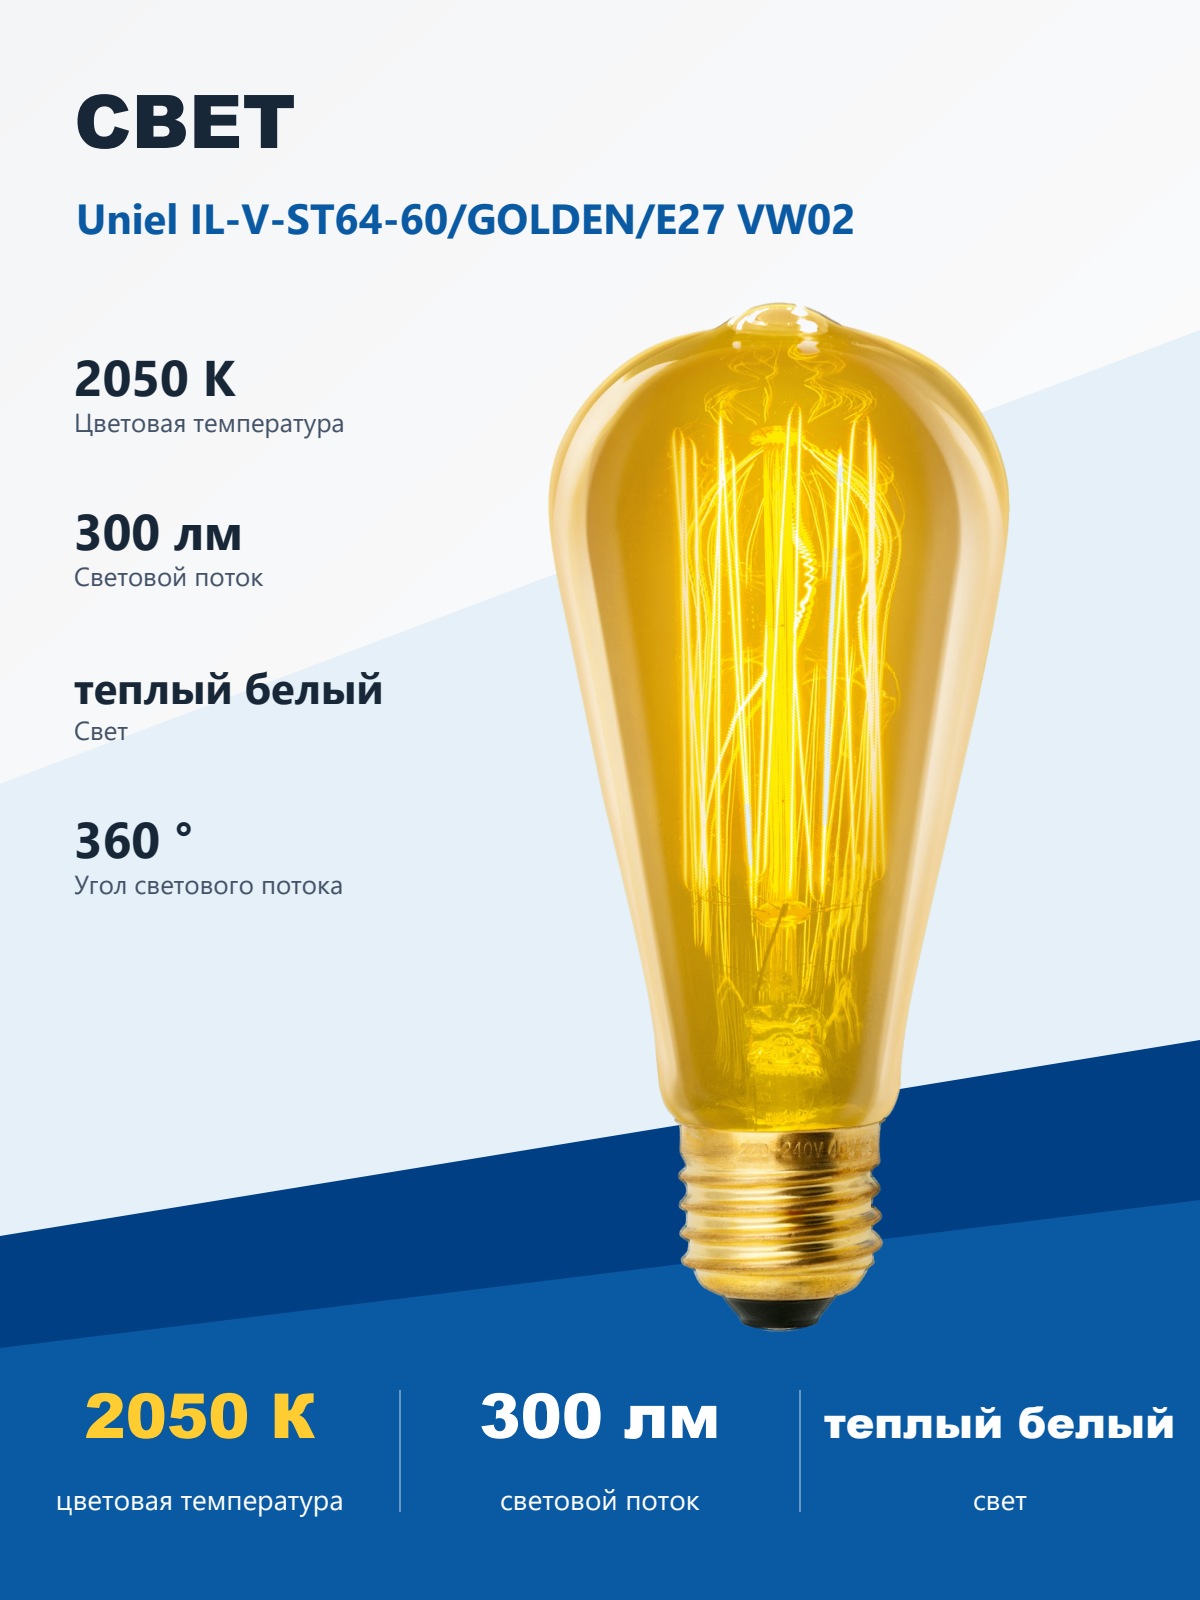 СВЕТ
Uniel IL-V-ST64-60/GOLDEN/E27 VW02
2050 К
Цветовая температура
300 лм
Световой поток
теплый белый
Свет
360 °
Угол светового потока
240V
2050 К
цветовая температура
300 лм
световой поток
теплый белый
свет